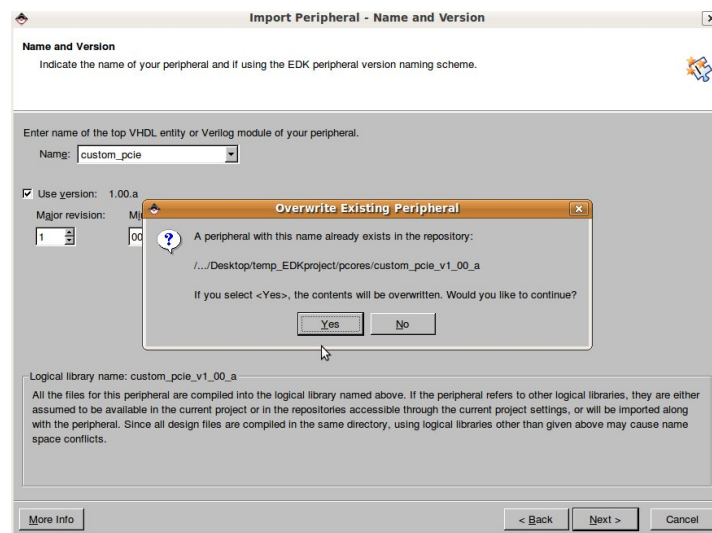 Import Peripheral - Name and Version
Name and Version
Indicate the name of your peripheral and if using the EDK peripheral version naming scheme.
Enter name of the top VHDL entity or Verilog module of your peripheral.
Name: custom_pcie
Use version: 1.00.a
Major revision:
1
00
Overwrite Existing Peripheral
A peripheral with this name already exists in the repository:
/.../Desktop/temp_EDKproject/pcores/custom_pcie_v1_00_a
If you select <Yes>, the contents will be overwritten. Would you like to continue?
Yes No
Logical library name: custom_pcie_v1_00_a
All the files for this peripheral are compiled into the logical library named above. If the peripheral refers to other logical libraries, they are either
assumed to be available in the current project or in the repositories accessible through the current project settings, or will be imported along
with the peripheral. Since all design files are compiled in the same directory, using logical libraries other than given above may cause name
space conflicts.
More Info < Back Next > Cancel